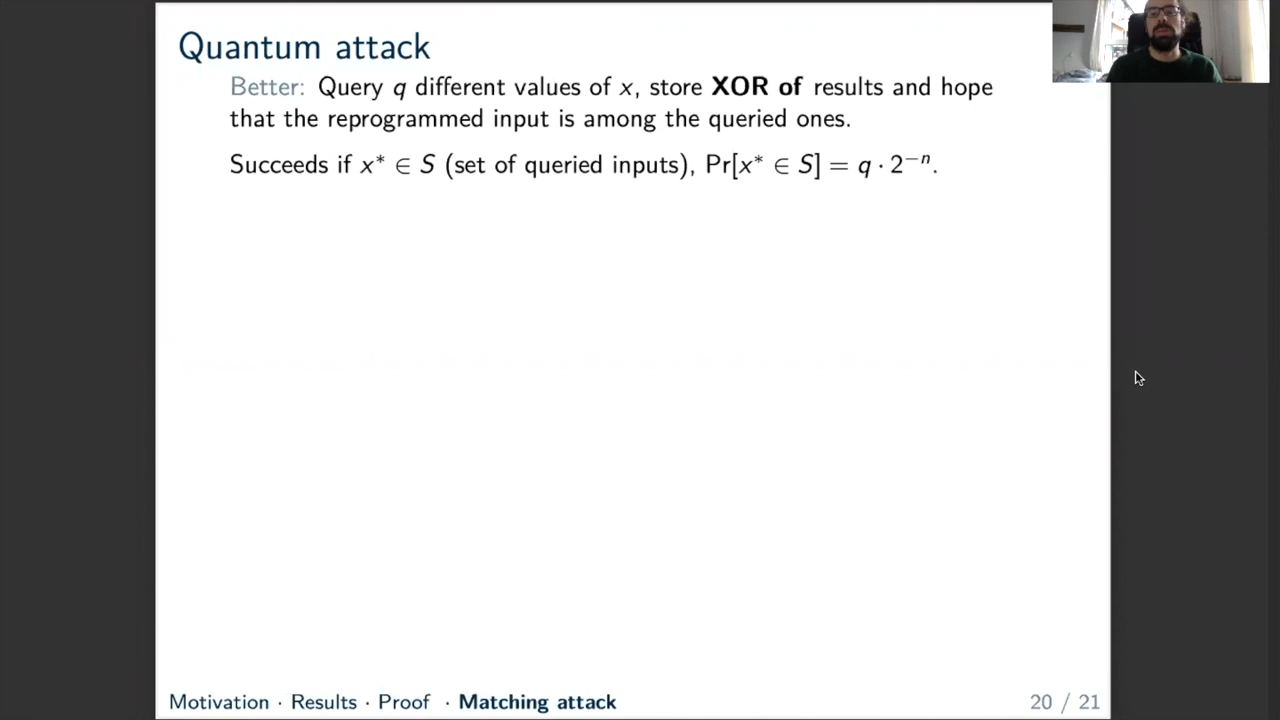 Quantum attack
Better: Query q different values of x, store XOR of results and hope
that the reprogrammed input is among the queried ones.
Succeeds if x* ∈ S (set of queried inputs), Pr[x* ∈ S] = q · 2⁻ⁿ.
Motivation · Results · Proof · Matching attack
20 / 21